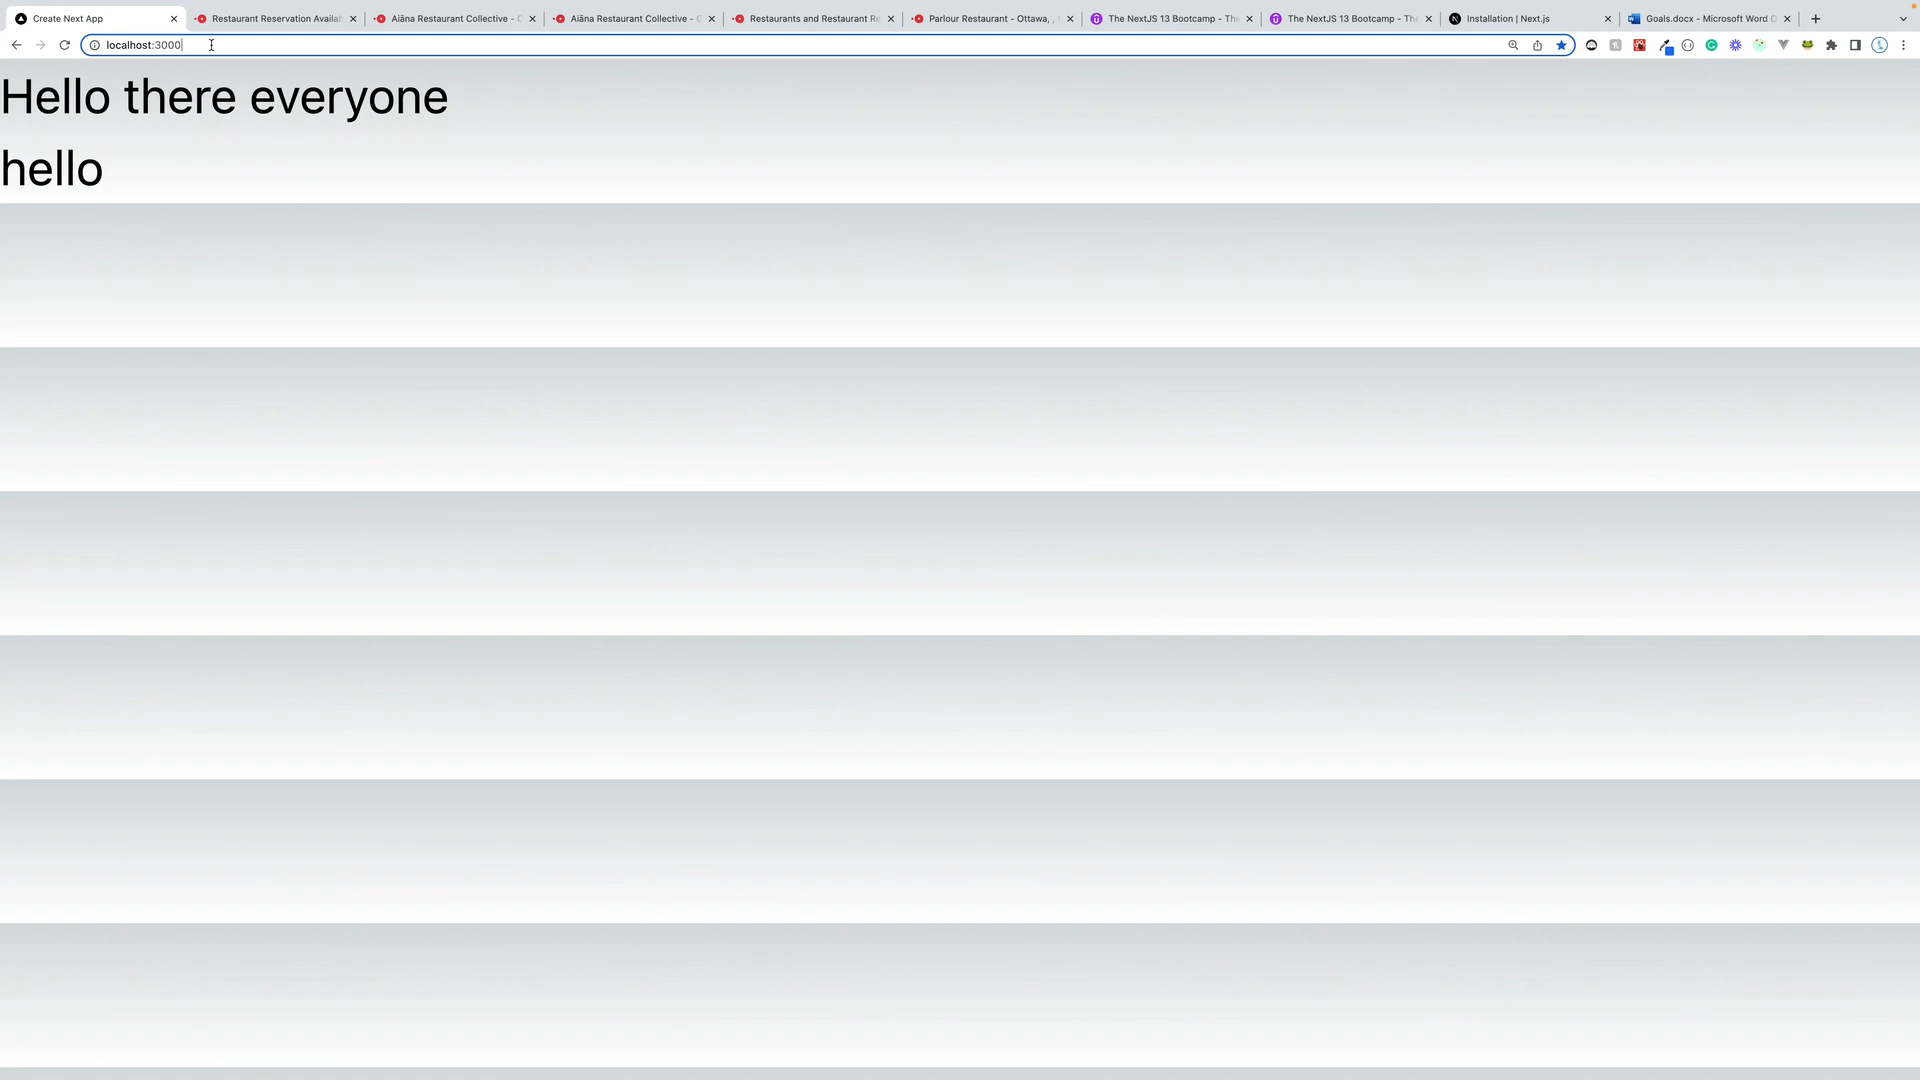 Create Next App
Restaurant Reservation Availab
Aiāna Restaurant Collective - C
Aiāna Restaurant Collective - C
Restaurants and Restaurant Re
Parlour Restaurant - Ottawa, ,
The NextJS 13 Bootcamp - The
The NextJS 13 Bootcamp - The
Installation | Next.js
Goals.docx - Microsoft Word O
localhost:3000
Hello there everyone
hello